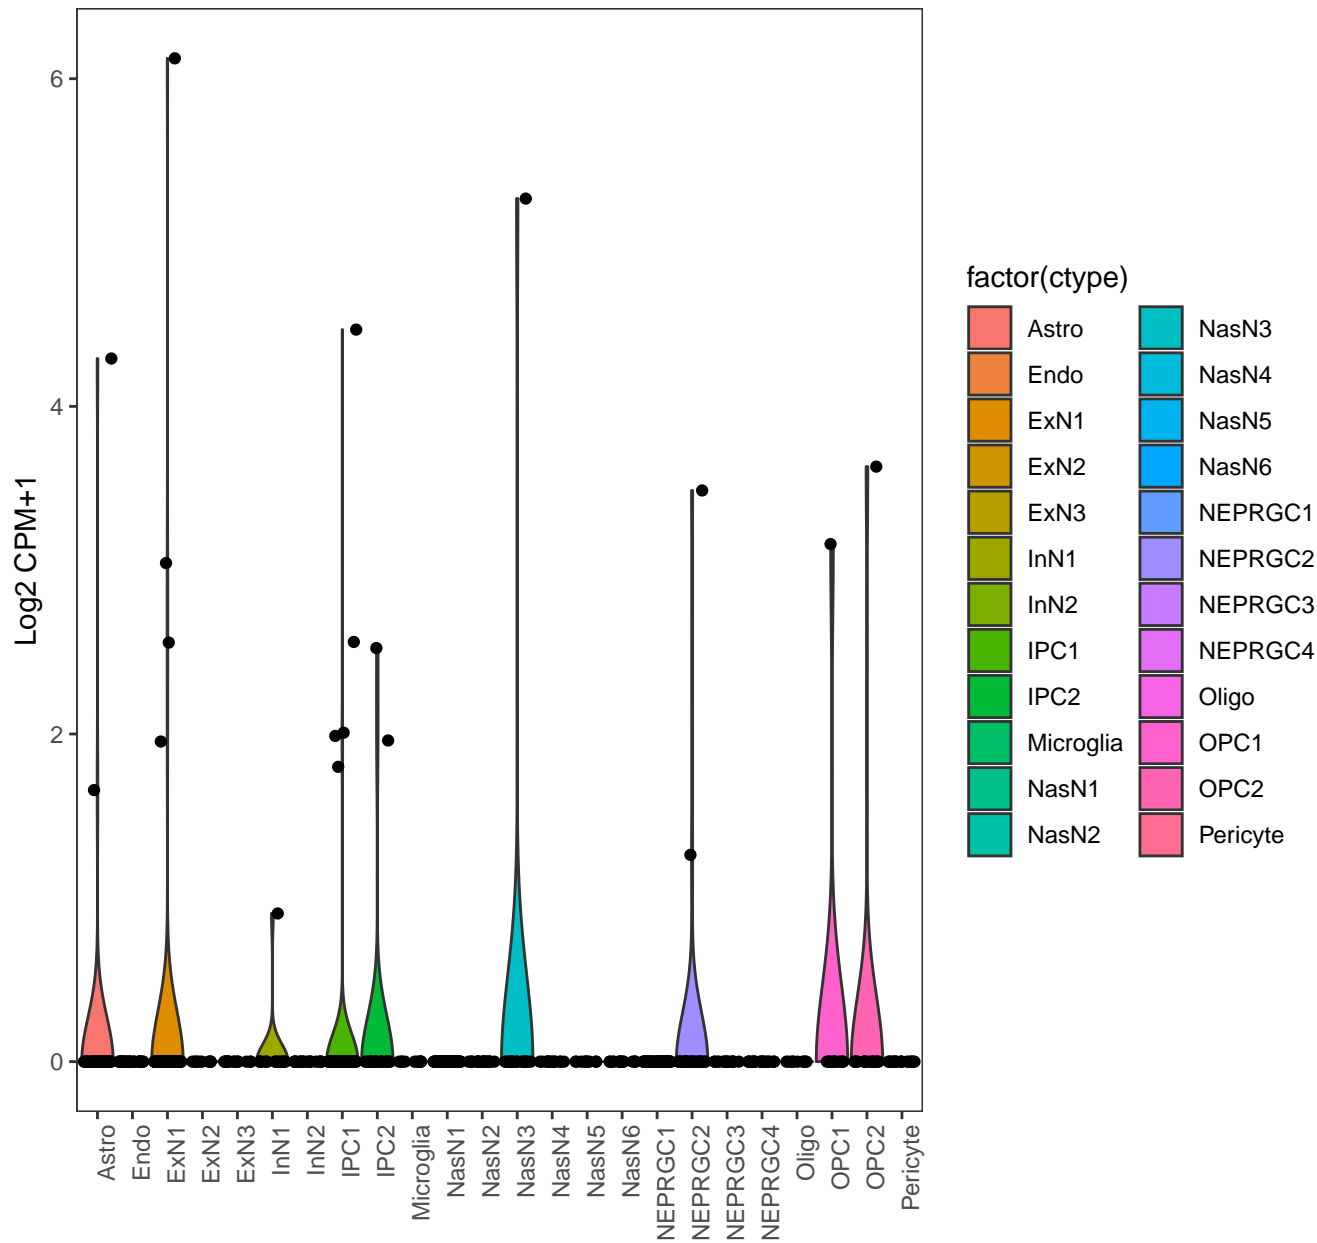 6
4
2
0
Log2 CPM+1
Astro
Endo
ExN1
ExN2
ExN3
InN1
InN2
IPC1
IPC2
Microglia
NasN1
NasN2
NasN3
NasN4
NasN5
NasN6
NEPRGC1
NEPRGC2
NEPRGC3
NEPRGC4
Oligo
OPC1
OPC2
Pericyte
factor(ctype)
Astro
Endo
ExN1
ExN2
ExN3
InN1
InN2
IPC1
IPC2
Microglia
NasN1
NasN2
NasN3
NasN4
NasN5
NasN6
NEPRGC1
NEPRGC2
NEPRGC3
NEPRGC4
Oligo
OPC1
OPC2
Pericyte